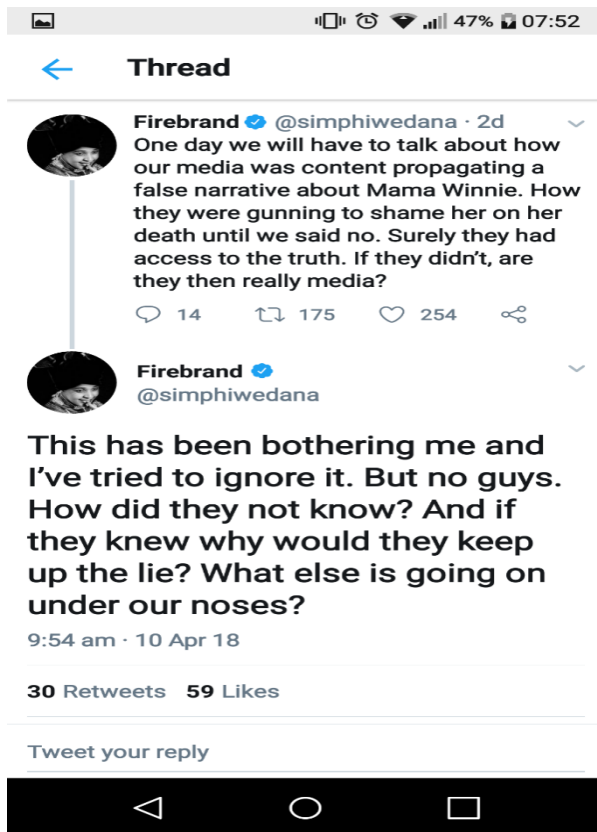 47% 07:52
Thread
Firebrand @simphiwedana · 2d
One day we will have to talk about how
our media was content propagating a
false narrative about Mama Winnie. How
they were gunning to shame her on her
death until we said no. Surely they had
access to the truth. If they didn’t, are
they then really media?
14 175 254
Firebrand
@simphiwedana
This has been bothering me and
I’ve tried to ignore it. But no guys.
How did they not know? And if
they knew why would they keep
up the lie? What else is going on
under our noses?
9:54 am · 10 Apr 18
30 Retweets 59 Likes
Tweet your reply